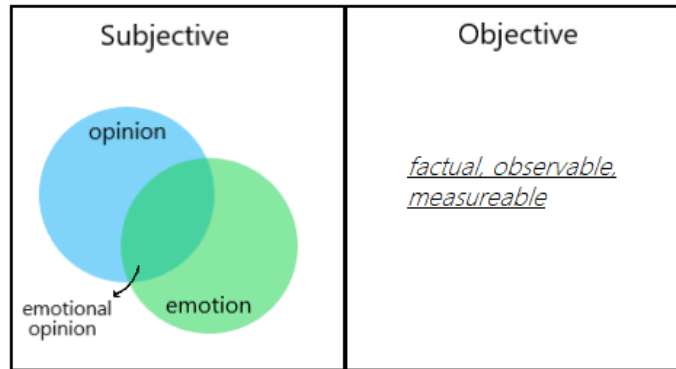 Subjective
opinion
emotion
emotional
opinion
Objective
factual, observable,
measureable